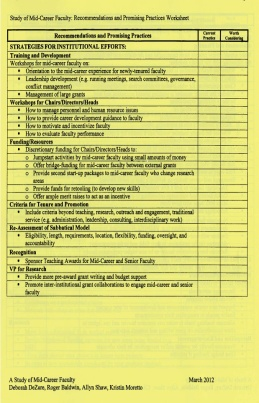 Study of Mid-Career Faculty: Recommendations and Promising Practices Worksheet
Recommendations and Promising Practices
Current Practice
Worth Considering
STRATEGIES FOR INSTITUTIONAL EFFORTS:
Training and Development
Workshops for mid-career faculty on:
• Orientation to the mid-career experience for newly-tenured faculty
• Leadership development (e.g. running meetings, search committees, governance,
conflict management)
• Management of large grants
Workshops for Chairs/Directors/Heads
• How to manage personnel and human resource issues
• How to provide career development guidance to faculty
• How to motivate and incentivize faculty
• How to evaluate faculty performance
Funding/Resources
• Discretionary funding for Chairs/Directors/Heads to:
o Jumpstart activities by mid-career faculty using small amounts of money
o Offer bridge-funding for mid-career faculty between external grants
o Provide second start-up packages to mid-career faculty who change research
areas
o Provide funds for retooling (to develop new skills)
o Offer ample merit raises to act as an incentive
Criteria for Tenure and Promotion
• Include criteria beyond teaching, research, outreach and engagement, traditional
service (e.g. administration, leadership, consulting, interdisciplinary work)
Re-Assessment of Sabbatical Model
• Eligibility, length, requirements, location, flexibility, funding, oversight, and
accountability
Recognition
• Sponsor Teaching Awards for Mid-Career and Senior Faculty
VP for Research
• Provide more pre-award grant writing and budget support
• Promote inter-institutional grant collaborations to engage mid-career and senior
faculty
A Study of Mid-Career Faculty March 2012
Deborah DeZure, Roger Baldwin, Allyn Shaw, Kristin Moretto